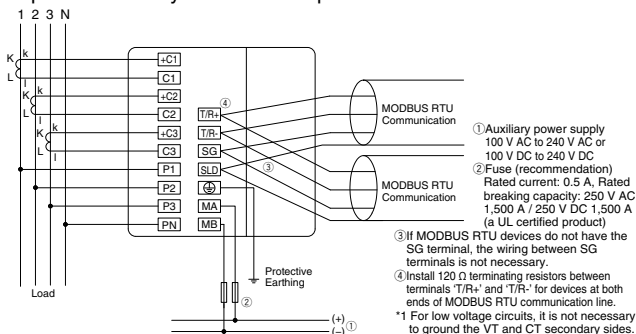 1 2 3 N
K k
L l
K k
L l
K k
L l
+C1
C1
+C2
C2
+C3
C3
P1
P2
P3
PN
④
T/R+
T/R-
SG
SLD
③
MA
MB
MODBUS RTU
Communication
MODBUS RTU
Communication
Load
Protective
Earthing
②
(+)
(−)
①
①Auxiliary power supply
100 V AC to 240 V AC or
100 V DC to 240 V DC
②Fuse (recommendation)
Rated current: 0.5 A, Rated
breaking capacity: 250 V AC
1,500 A / 250 V DC 1,500 A
(a UL certified product)
③If MODBUS RTU devices do not have the
SG terminal, the wiring between SG
terminals is not necessary.
④Install 120 Ω terminating resistors between
terminals ‘T/R+’ and ‘T/R-’ for devices at both
ends of MODBUS RTU communication line.
*1 For low voltage circuits, it is not necessary
to ground the VT and CT secondary sides.